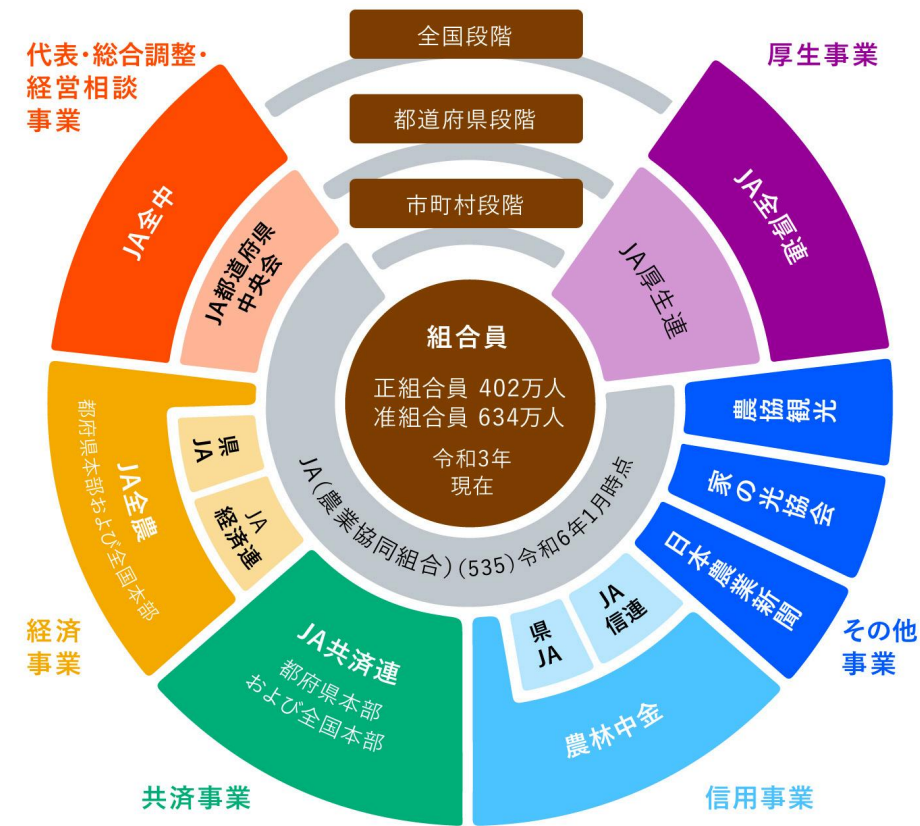 全国段階
都道府県段階
市町村段階
代表・総合調整・
経営相談
事業
JA全中
JA都道府県
中央会
厚生事業
JA全厚連
JA厚生連
組合員
正組合員 402万人
准組合員 634万人
令和3年
現在
JA(農業協同組合)(535)令和6年1月時点
農協
観光
家の光協会
日本農業新聞
その他
事業
JA全農
都府県本部および全国本部
県
JA
JA
経済連
経済
事業
JA共済連
都府県本部
および全国本部
共済事業
県
JA
JA
信連
農林中金
信用事業